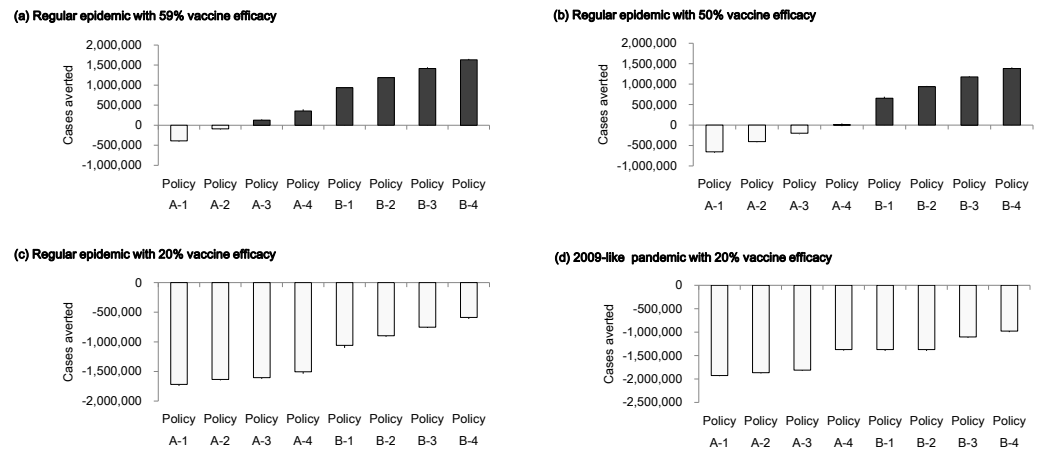 (a) Regular epidemic with 59% vaccine efficacy
Cases averted
2,000,000
1,500,000
1,000,000
500,000
0
-500,000
-1,000,000
Policy Policy Policy Policy Policy Policy Policy Policy
A-1 A-2 A-3 A-4 B-1 B-2 B-3 B-4
(b) Regular epidemic with 50% vaccine efficacy
Cases averted
2,000,000
1,500,000
1,000,000
500,000
0
-500,000
-1,000,000
Policy Policy Policy Policy Policy Policy Policy Policy
A-1 A-2 A-3 A-4 B-1 B-2 B-3 B-4
(c) Regular epidemic with 20% vaccine efficacy
Cases averted
0
-500,000
-1,000,000
-1,500,000
-2,000,000
Policy Policy Policy Policy Policy Policy Policy Policy
A-1 A-2 A-3 A-4 B-1 B-2 B-3 B-4
(d) 2009-like pandemic with 20% vaccine efficacy
Cases averted
0
-500,000
-1,000,000
-1,500,000
-2,000,000
-2,500,000
Policy Policy Policy Policy Policy Policy Policy Policy
A-1 A-2 A-3 A-4 B-1 B-2 B-3 B-4